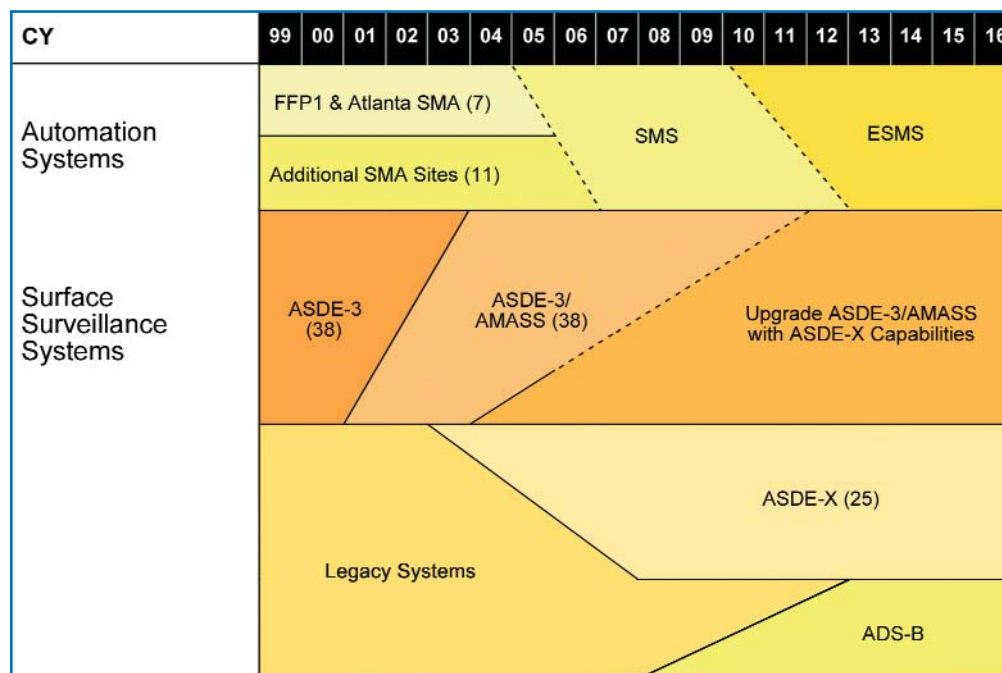 CY 99 00 01 02 03 04 05 06 07 08 09 10 11 12 13 14 15 16
Automation
Systems
FFP1 & Atlanta SMA (7)
Additional SMA Sites (11)
SMS
ESMS
Surface
Surveillance
Systems
ASDE-3
(38)
ASDE-3/
AMASS (38)
Upgrade ASDE-3/AMASS
with ASDE-X Capabilities
ASDE-X (25)
Legacy Systems
ADS-B